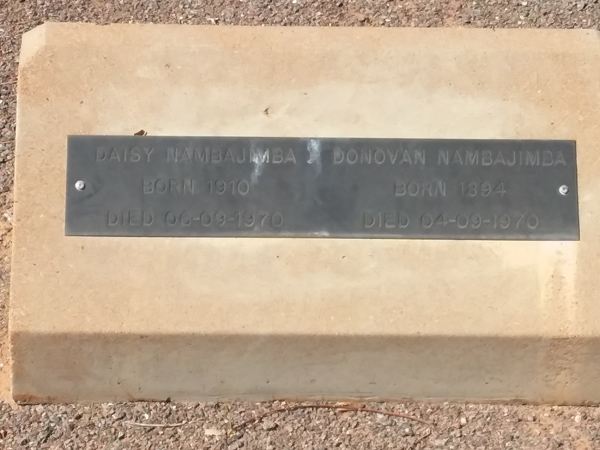 DAISY NAMBAJIMBA & DONOVAN NAMBAJIMBA
BORN 1910 BORN 1894
DIED 06-09-1970 DIED 04-09-1970